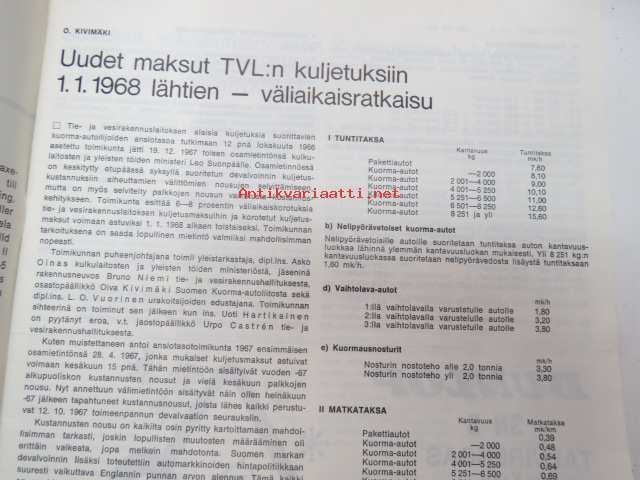 O. KIVIMÄKI
Uudet maksut TVL:n kuljetuksiin
1.1.1968 lähtien — väliaikaisratkaisu
Tie- ja vesirakennuslaitoksen alaisia kuljetuksia suorittavien
kuorma-autoilijoiden ansiotasoa tutkimaan 12 pnä lokakuuta 1966
asetettu toimikunta jätti 19. 12. 1967 toisen osamietintönsä kulku-
laitosten ja yleisten töiden ministeri Leo Suonpäälle. Osamietinnössä
on keskitytty etupäässä syksyllä suoritetun devalvoinnin kuljetus-
kustannuksiin aiheuttamien välittömien nousujen selvittämiseen,
mutta on myös selvitelty palkkojen nousun vaikutusta kustannus-
kehitykseen. Toimikunta esittää 6—8 prosentin väliaikaiskorotuksia
tie- ja vesirakennuslaitoksen kuljetusmaksuihin ja korotetut kuljetus-
maksut voimaan astuviksi 1. 1. 1968 alkaen toistaiseksi. Toimikunnan
tarkoituksena on saada lopullinen mietintö valmiiksi mahdollisimman
nopeasti.
Toimikunnan puheenjohtajana toimii yleistarkastaja, dipl.ins. Asko
Oinas kulkulaitosten ja yleisten töiden ministeriöstä, jäseninä
rakennusneuvos Bruno Niemi tie- ja vesirakennushallituksesta,
osastopäällikkö Oiva Kivimäki Suomen Kuorma-autoliitosta sekä
dipl.ins. L. O. Vuorinen urakoitsijoiden edustajana. Toimikunnan
sihteerinä on toiminut sen jälkeen kun ins. Uoti Hartikainen
on pyytänyt eroa, v.t. jaostopäällikkö Urpo Castrén tie- ja
vesirakennushallituksesta.
Kuten muistettaneen antoi ansiotasotoimikunta 1967 ensimmäisen
osamietintönsä 28. 4. 1967, jonka mukaiset kuljetusmaksut astuivat
voimaan kesäkuun 15 pnä. Tähän mietintöön sisältyivät vuoden -67
alkupuoliskon kustannusten nousut ja vielä kesäkuun palkkojen
nousu. Nyt annettuun välimietintöön sisältyvät näin ollen heinäkuun
-67 jälkeen tapahtuneet kustannusnousut, joista lähes kaikki perustu-
vat 12. 10. 1967 toimeenpannun devalvaation seurauksiin.
Kustannusten nousu on kaikilta osin pyritty kartoittamaan mahdol-
lisimman tarkasti, joskin lopullisten muutosten määrääminen oli
erittäin vaikeata, jopa melkein mahdotonta. Suomen markan
devalvoinnin lisäksi toteutettiin automarkkinoiden hintapolitiikkaan
suuresti vaikuttava Englannin punnan arvon alennus. Tämä kaikki
I TUNTITAKSA
Kantavuus kg Tuntitaksa mk/h
Pakettiautot 7,60
Kuorma-autot —2 000 8,10
Kuorma-autot 2 001—4 000 9,00
Kuorma-autot 4 001—5 250 10,10
Kuorma-autot 5 251—6 500 11,90
Kuorma-autot 6 501—8 250 12,60
Kuorma-autot 8 251 ja yli 15,60
b) Nelipyörävetoiset kuorma-autot
Nelipyörävetoisille autoille suoritetaan tuntitaksa auton kantavuus-
luokkaa lähinnä ylemmän kantavuusluokan mukaisesti. Yli 8 251 kg:n
kantavuusluokassa suoritetaan nelipyörävedosta lisäystä tuntitaksaan
1,60 mk/h.
d) Vaihtolava-autot
mk/h
1:llä vaihtolavalla varustetulle autolle 1,80
2:lla vaihtolavalla varustetulle autolle 3,20
3:lla vaihtolavalla varustetulle autolle 3,80
e) Kuormausnosturit
mk/h
Nosturin nostoteho alle 2,0 tonnia 3,30
Nosturin nostoteho yli 2,0 tonnia 3,80
II MATKATAKSA
Kantavuus kg Matkataksa mk/km
Pakettiautot 0,39
Kuorma-autot —2 000 0,48
Kuorma-autot 2 001—4 000 0,54
Kuorma-autot 4 001—5 250 0,64
Kuorma-autot 5 251—6 500 0,69
Antikvariaatti.net